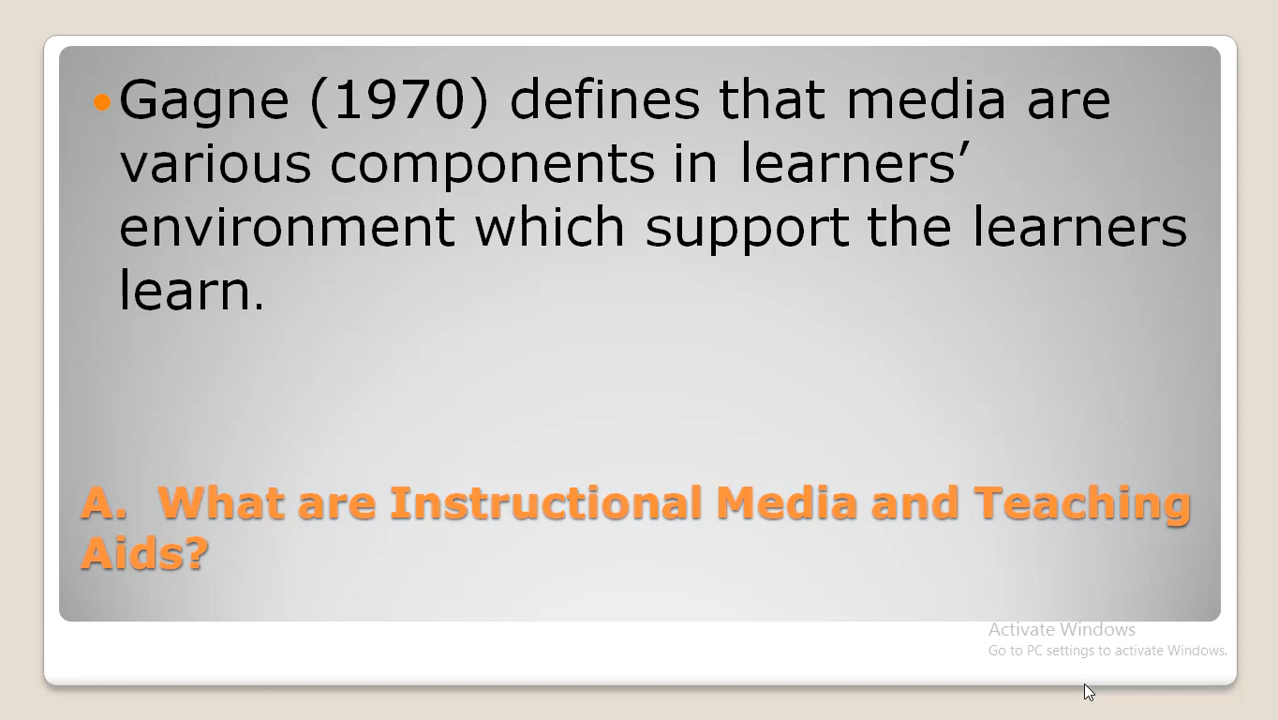 •Gagne (1970) defines that media are
various components in learners’
environment which support the learners
learn.
A. What are Instructional Media and Teaching
Aids?
Activate Windows
Go to PC settings to activate Windows.